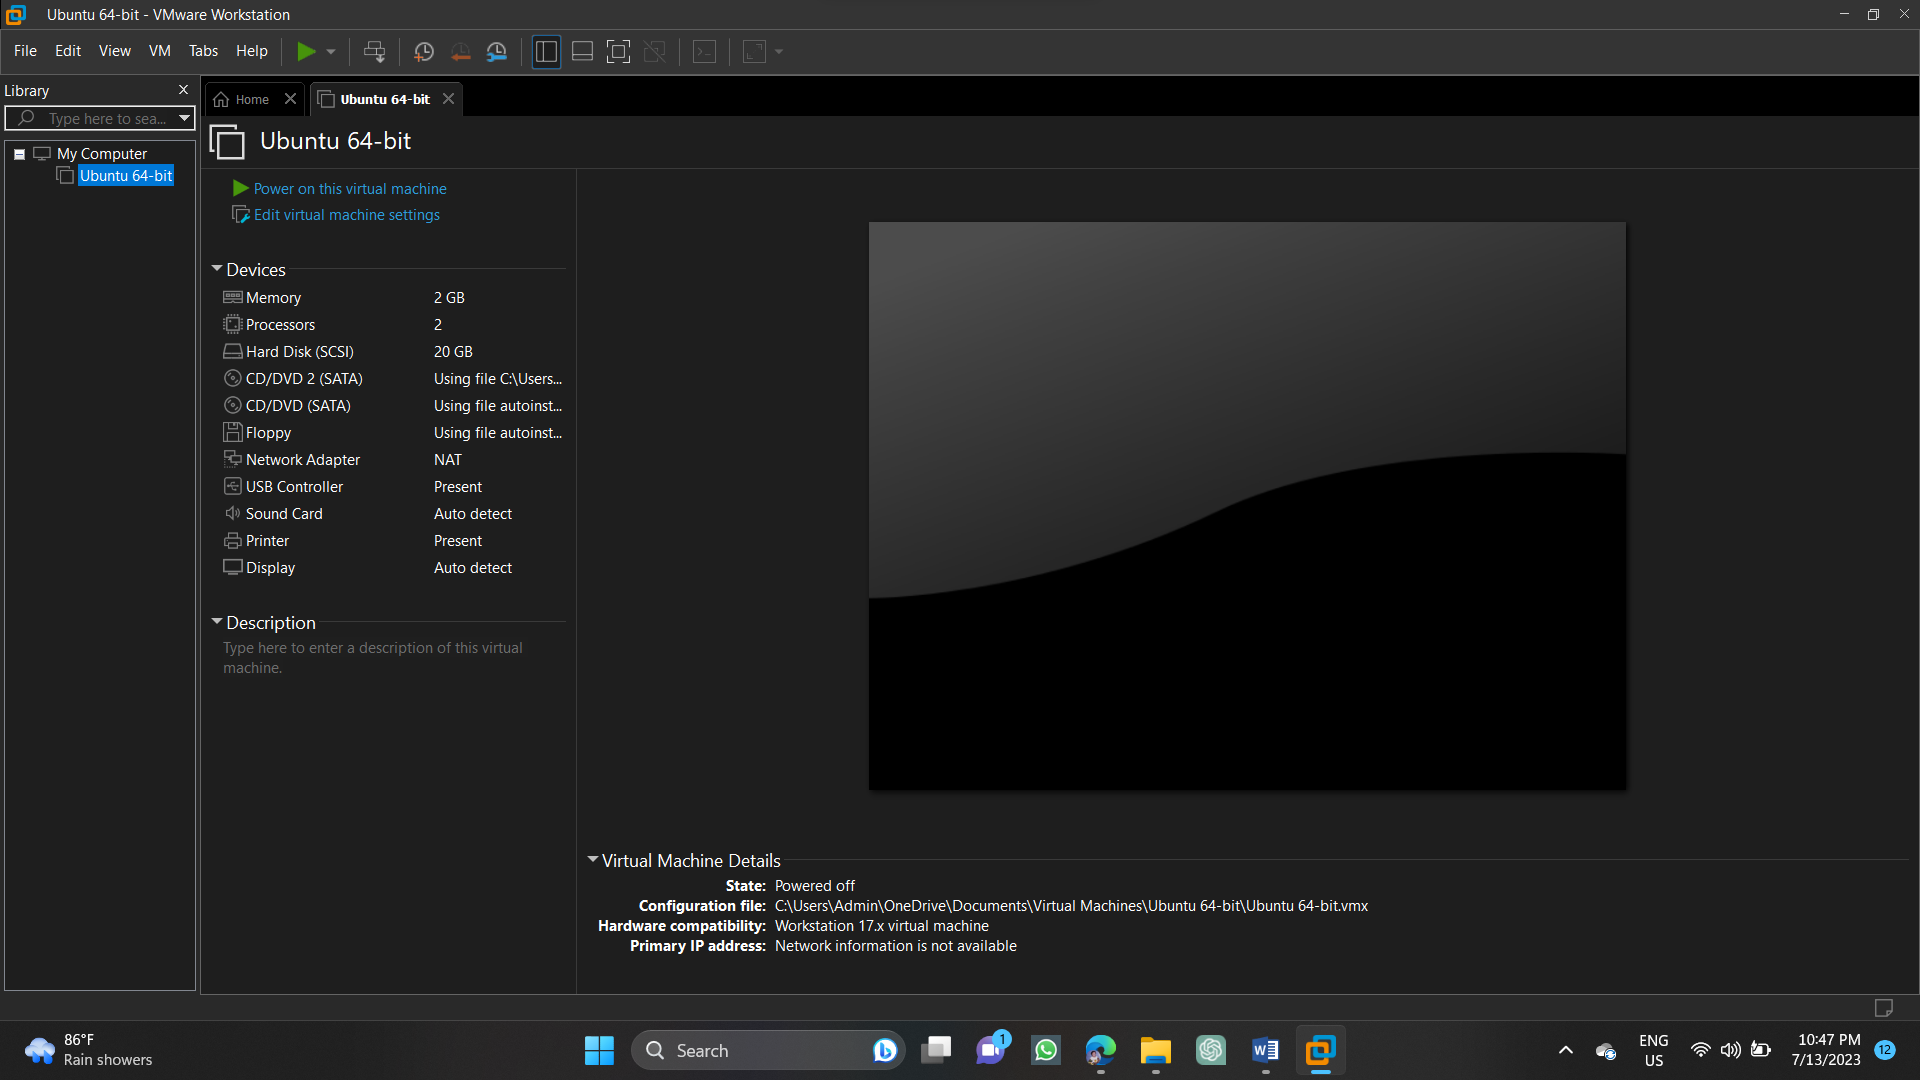 Ubuntu 64-bit - VMware Workstation
File Edit View VM Tabs Help
Library
Type here to sea...
My Computer
Ubuntu 64-bit
Home
Ubuntu 64-bit
Ubuntu 64-bit
Power on this virtual machine
Edit virtual machine settings
Devices
Memory 2 GB
Processors 2
Hard Disk (SCSI) 20 GB
CD/DVD 2 (SATA) Using file C:\Users...
CD/DVD (SATA) Using file autoinst...
Floppy Using file autoinst...
Network Adapter NAT
USB Controller Present
Sound Card Auto detect
Printer Present
Display Auto detect
Description
Type here to enter a description of this virtual
machine.
Virtual Machine Details
State: Powered off
Configuration file: C:\Users\Admin\OneDrive\Documents\Virtual Machines\Ubuntu 64-bit\Ubuntu 64-bit.vmx
Hardware compatibility: Workstation 17.x virtual machine
Primary IP address: Network information is not available
86°F
Rain showers
Search
1
ENG
US
10:47 PM
7/13/2023
12